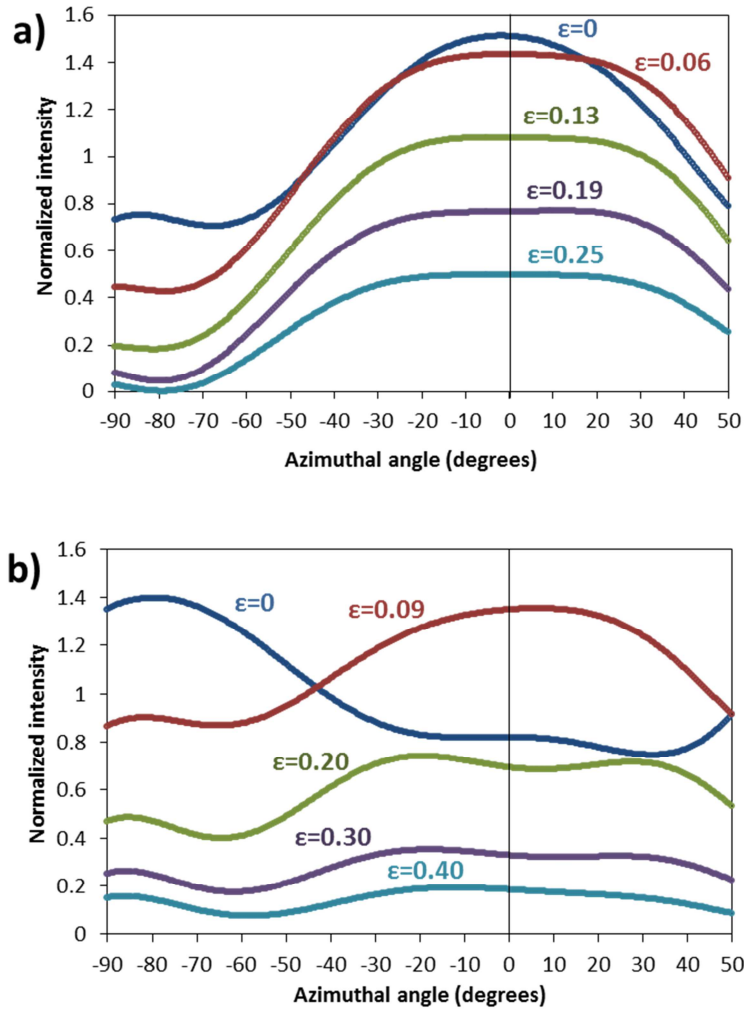 a)
1.6
1.4
1.2
1
0.8
0.6
0.4
0.2
0
Normalized intensity
ε=0
ε=0.06
ε=0.13
ε=0.19
ε=0.25
-90 -80 -70 -60 -50 -40 -30 -20 -10 0 10 20 30 40 50
Azimuthal angle (degrees)
b)
1.6
1.4
1.2
1
0.8
0.6
0.4
0.2
0
Normalized intensity
ε=0
ε=0.09
ε=0.20
ε=0.30
ε=0.40
-90 -80 -70 -60 -50 -40 -30 -20 -10 0 10 20 30 40 50
Azimuthal angle (degrees)